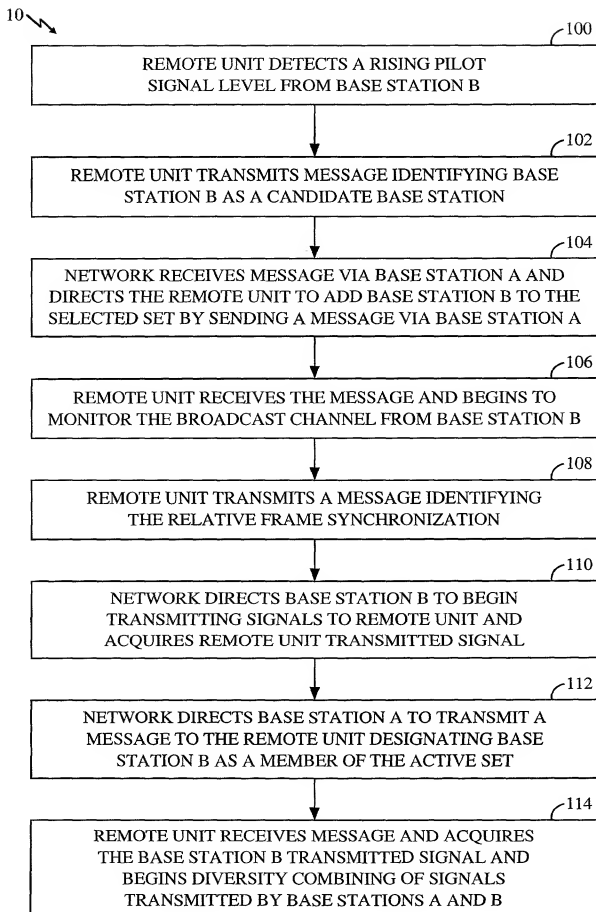 10
100
REMOTE UNIT DETECTS A RISING PILOT
SIGNAL LEVEL FROM BASE STATION B
102
REMOTE UNIT TRANSMITS MESSAGE IDENTIFYING BASE
STATION B AS A CANDIDATE BASE STATION
104
NETWORK RECEIVES MESSAGE VIA BASE STATION A AND
DIRECTS THE REMOTE UNIT TO ADD BASE STATION B TO THE
SELECTED SET BY SENDING A MESSAGE VIA BASE STATION A
106
REMOTE UNIT RECEIVES THE MESSAGE AND BEGINS TO
MONITOR THE BROADCAST CHANNEL FROM BASE STATION B
108
REMOTE UNIT TRANSMITS A MESSAGE IDENTIFYING
THE RELATIVE FRAME SYNCHRONIZATION
110
NETWORK DIRECTS BASE STATION B TO BEGIN
TRANSMITTING SIGNALS TO REMOTE UNIT AND
ACQUIRES REMOTE UNIT TRANSMITTED SIGNAL
112
NETWORK DIRECTS BASE STATION A TO TRANSMIT A
MESSAGE TO THE REMOTE UNIT DESIGNATING BASE
STATION B AS A MEMBER OF THE ACTIVE SET
114
REMOTE UNIT RECEIVES MESSAGE AND ACQUIRES
THE BASE STATION B TRANSMITTED SIGNAL AND
BEGINS DIVERSITY COMBINING OF SIGNALS
TRANSMITTED BY BASE STATIONS A AND B